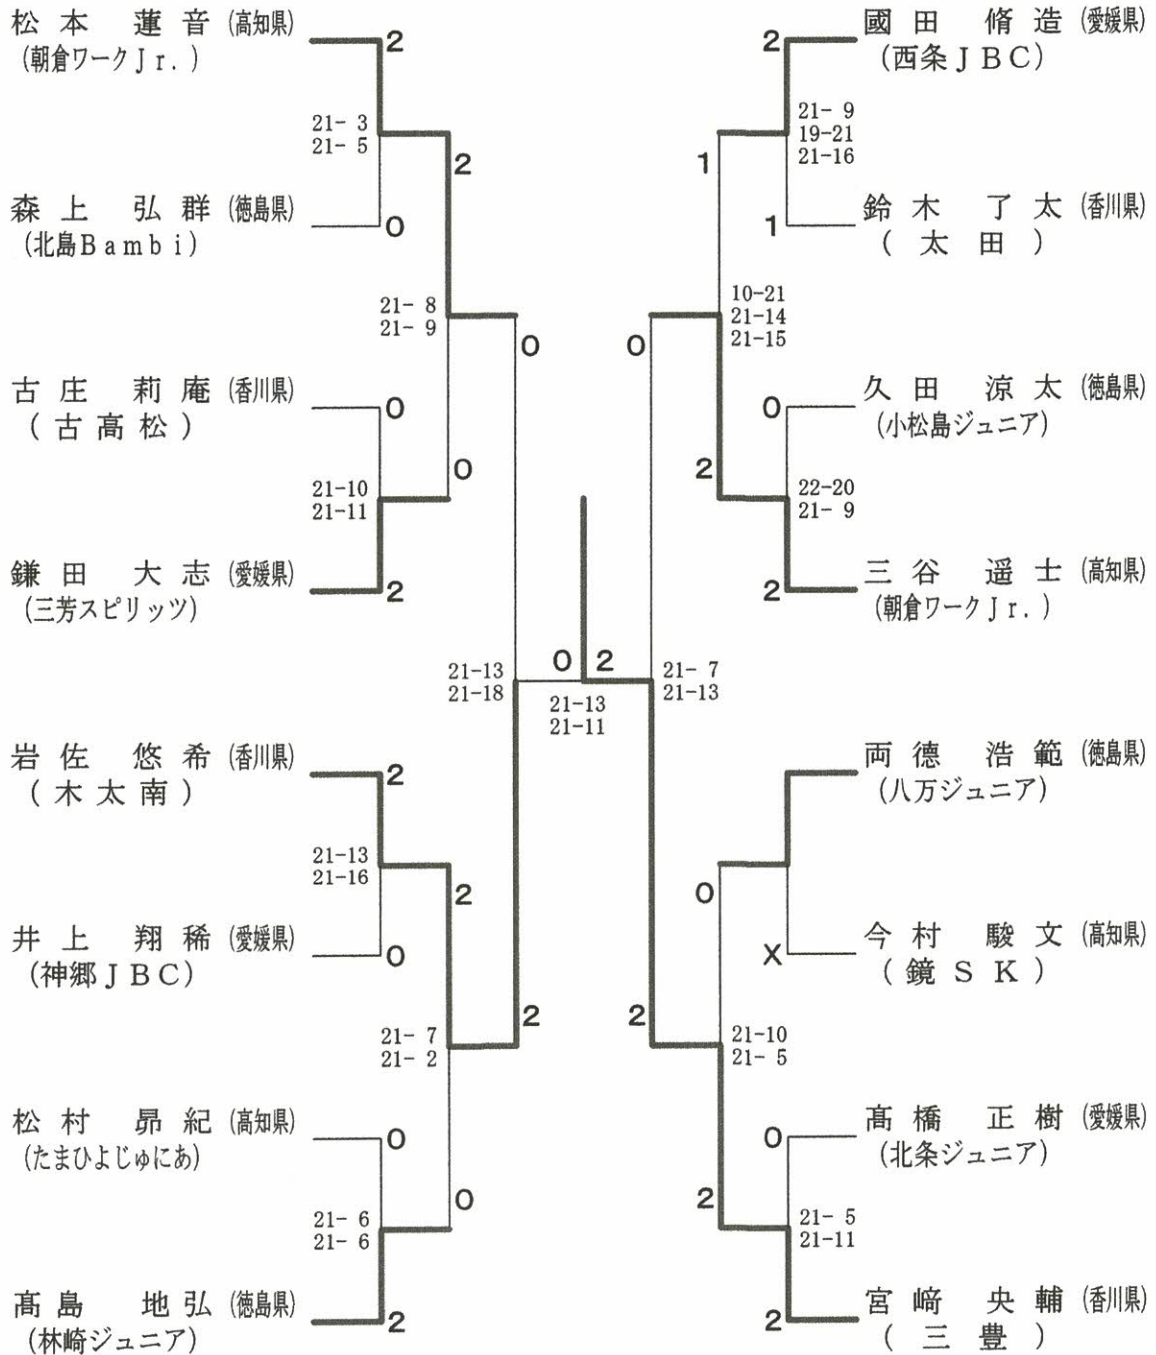 松本 蓮音 (高知県)
(朝倉ワークJr.)
2
21- 3
21- 5
2
森上 弘群 (徳島県)
(北島Bambi)
0
21- 8
21- 9
0
古庄 莉庵 (香川県)
(古高松)
0
0
21-10
21-11
鎌田 大志 (愛媛県)
(三芳スピリッツ)
2
21-13
21-18
岩佐 悠希 (香川県)
(木太南)
2
21-13
21-16
2
井上 翔稀 (愛媛県)
(神郷JBC)
0
21- 7
21- 2
2
松村 昴紀 (高知県)
(たまひよじゅにあ)
0
0
21- 6
21- 6
髙島 地弘 (徳島県)
(林崎ジュニア)
2
0 2
21-13
21-11
國田 脩造 (愛媛県)
(西条JBC)
2
21- 9
19-21
21-16
1
鈴木 了太 (香川県)
(太田)
1
10-21
21-14
21-15
0
久田 涼太 (徳島県)
(小松島ジュニア)
0
2
22-20
21- 9
三谷 遥士 (高知県)
(朝倉ワークJr.)
2
21- 7
21-13
両德 浩範 (徳島県)
(八万ジュニア)
0
今村 駿文 (高知県)
(鏡SK)
X
2
21-10
21- 5
髙橋 正樹 (愛媛県)
(北条ジュニア)
0
2
21- 5
21-11
宮﨑 央輔 (香川県)
(三豊)
2